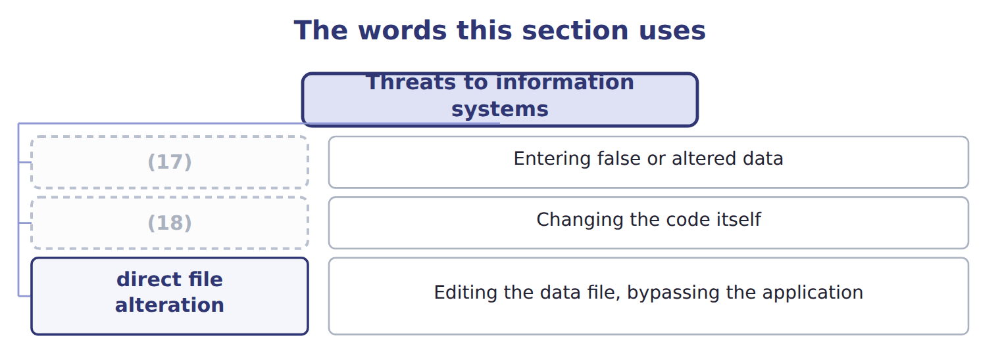 The words this section uses
Threats to information
systems
(17)
Entering false or altered data
(18)
Changing the code itself
direct file
alteration
Editing the data file, bypassing the application